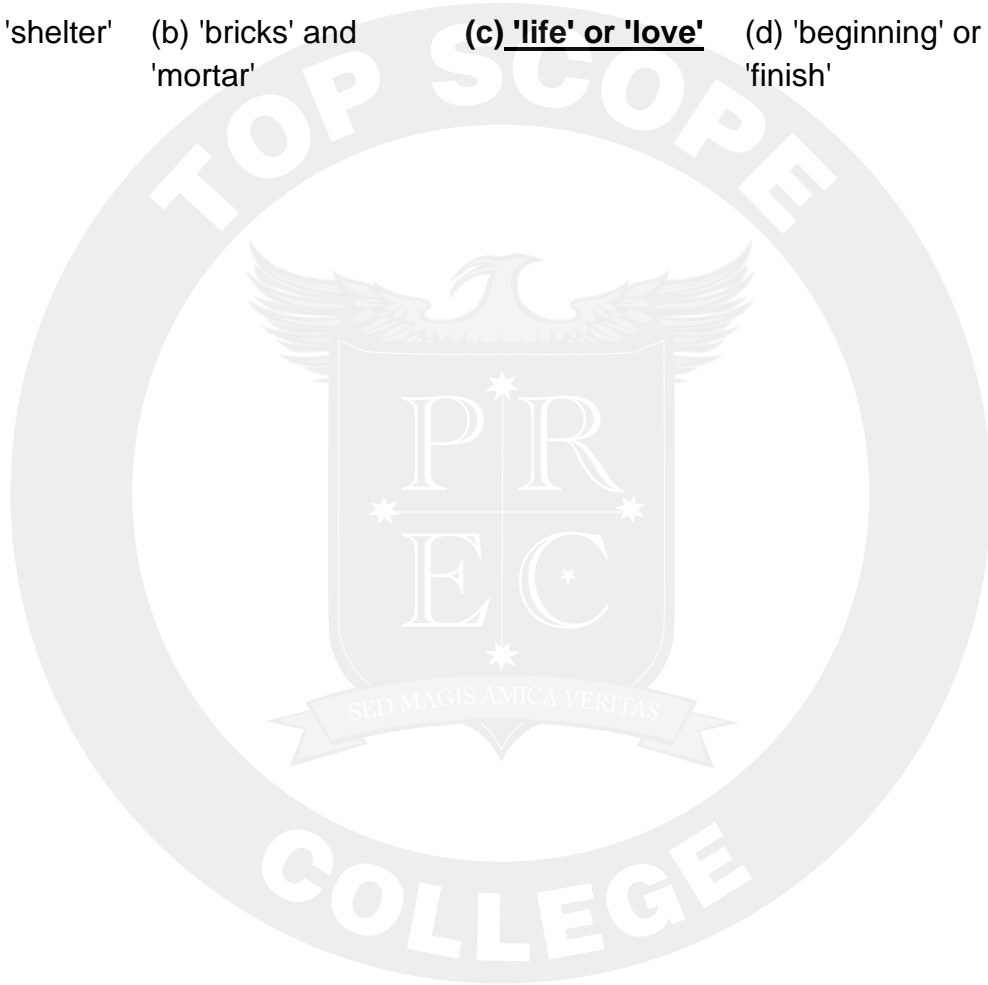 'shelter' (b) 'bricks' and (c) 'life' or 'love' (d) 'beginning' or
'mortar' finish'
TOP SCOPE
P R
E C
SED MAGIS AMICA VERITAS
COLLEGE